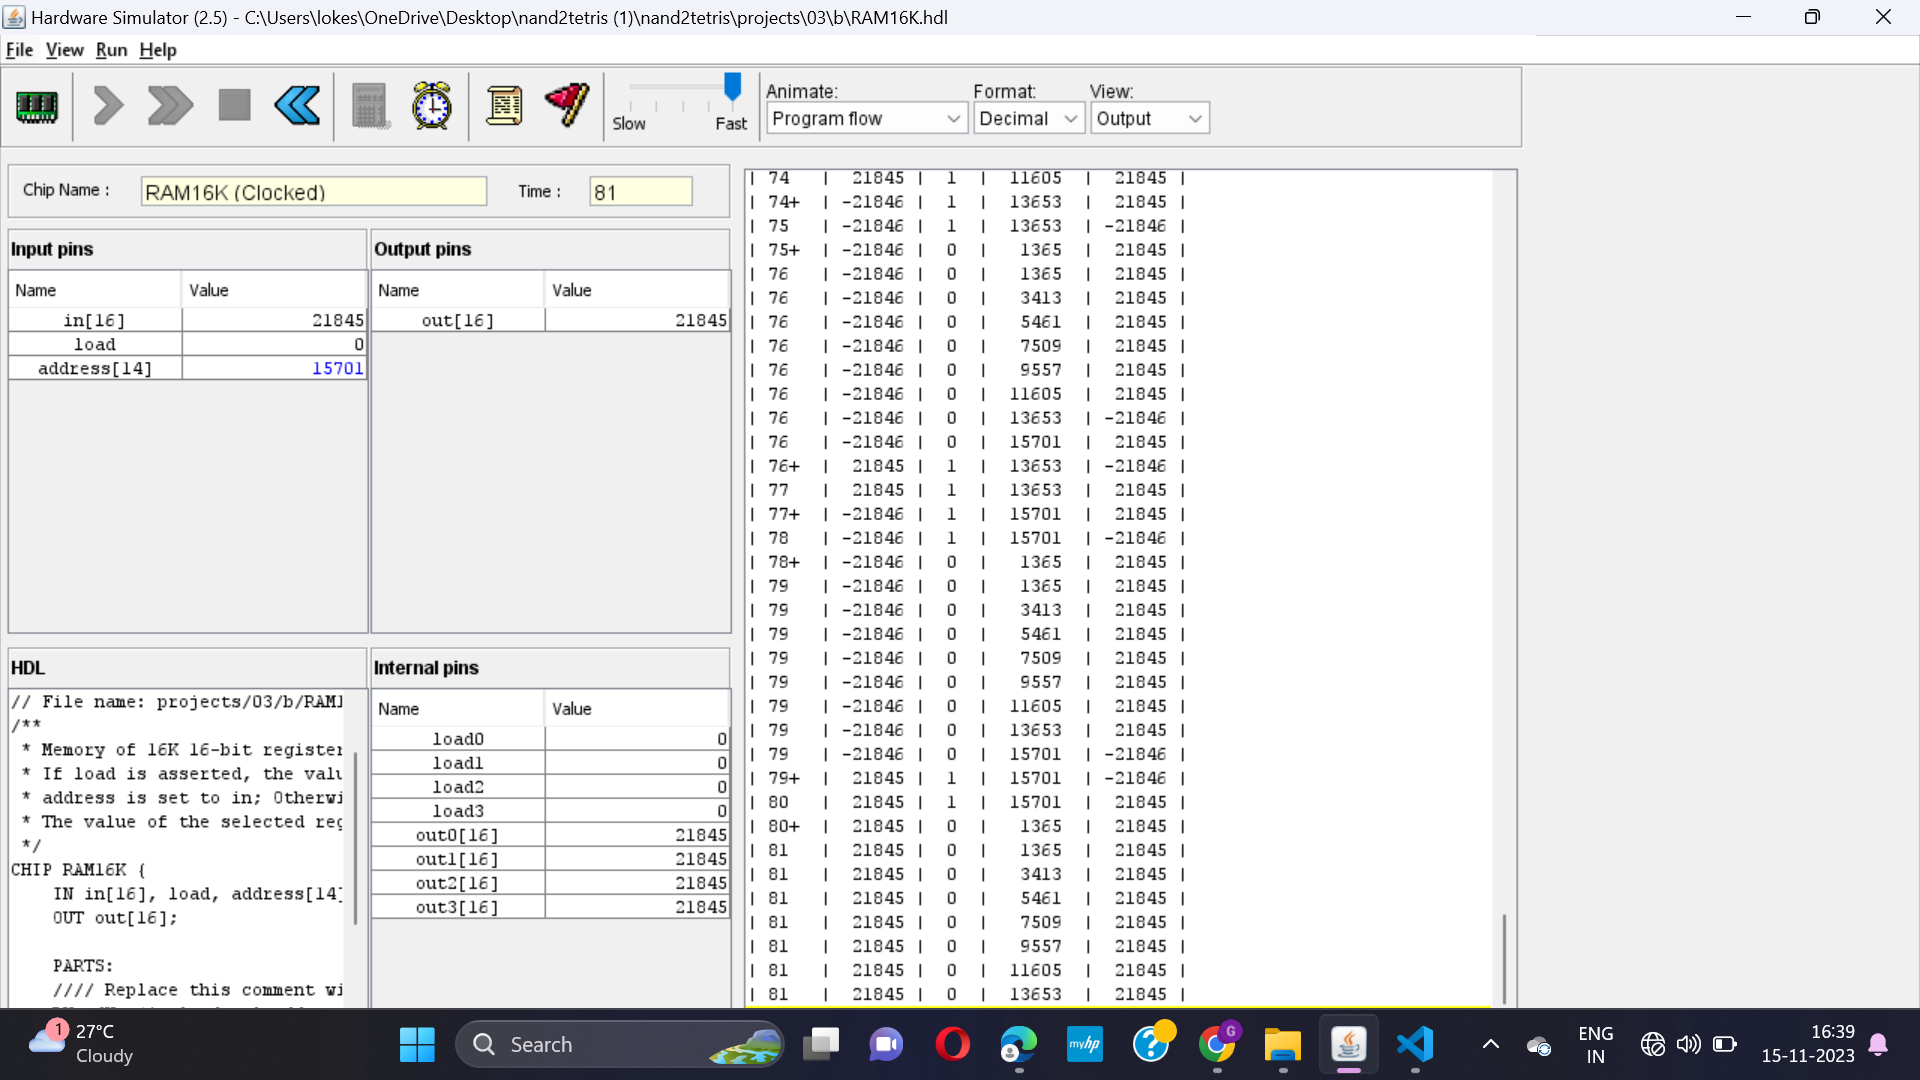 Hardware Simulator (2.5) - C:\Users\lokes\OneDrive\Desktop\nand2tetris (1)\nand2tetris\projects\03\b\RAM16K.hdl
File View Run Help
Slow Fast
Animate: Format: View:
Program flow Decimal Output
Chip Name : RAM16K (Clocked) Time : 81
Input pins
Name Value
in[16] 21845
load 0
address[14] 15701
Output pins
Name Value
out[16] 21845
HDL
// File name: projects/03/b/RAM1
/**
* Memory of 16K 16-bit register
* If load is asserted, the valu
* address is set to in; Otherwi
* The value of the selected reg
*/
CHIP RAM16K {
IN in[16], load, address[14]
OUT out[16];
PARTS:
//// Replace this comment wi
Internal pins
Name Value
load0 0
load1 0
load2 0
load3 0
out0[16] 21845
out1[16] 21845
out2[16] 21845
out3[16] 21845
| 74 | 21845 | 1 | 11605 | 21845 |
| 74+ | -21846 | 1 | 13653 | 21845 |
| 75 | -21846 | 1 | 13653 | -21846 |
| 75+ | -21846 | 0 | 1365 | 21845 |
| 76 | -21846 | 0 | 1365 | 21845 |
| 76 | -21846 | 0 | 3413 | 21845 |
| 76 | -21846 | 0 | 5461 | 21845 |
| 76 | -21846 | 0 | 7509 | 21845 |
| 76 | -21846 | 0 | 9557 | 21845 |
| 76 | -21846 | 0 | 11605 | 21845 |
| 76 | -21846 | 0 | 13653 | -21846 |
| 76 | -21846 | 0 | 15701 | 21845 |
| 76+ | 21845 | 1 | 13653 | -21846 |
| 77 | 21845 | 1 | 13653 | 21845 |
| 77+ | -21846 | 1 | 15701 | 21845 |
| 78 | -21846 | 1 | 15701 | -21846 |
| 78+ | -21846 | 0 | 1365 | 21845 |
| 79 | -21846 | 0 | 1365 | 21845 |
| 79 | -21846 | 0 | 3413 | 21845 |
| 79 | -21846 | 0 | 5461 | 21845 |
| 79 | -21846 | 0 | 7509 | 21845 |
| 79 | -21846 | 0 | 9557 | 21845 |
| 79 | -21846 | 0 | 11605 | 21845 |
| 79 | -21846 | 0 | 13653 | 21845 |
| 79 | -21846 | 0 | 15701 | -21846 |
| 79+ | 21845 | 1 | 15701 | -21846 |
| 80 | 21845 | 1 | 15701 | 21845 |
| 80+ | 21845 | 0 | 1365 | 21845 |
| 81 | 21845 | 0 | 1365 | 21845 |
| 81 | 21845 | 0 | 3413 | 21845 |
| 81 | 21845 | 0 | 5461 | 21845 |
| 81 | 21845 | 0 | 7509 | 21845 |
| 81 | 21845 | 0 | 9557 | 21845 |
| 81 | 21845 | 0 | 11605 | 21845 |
| 81 | 21845 | 0 | 13653 | 21845 |
1
27°C
Cloudy
Search
myhp
G
ENG
IN
16:39
15-11-2023